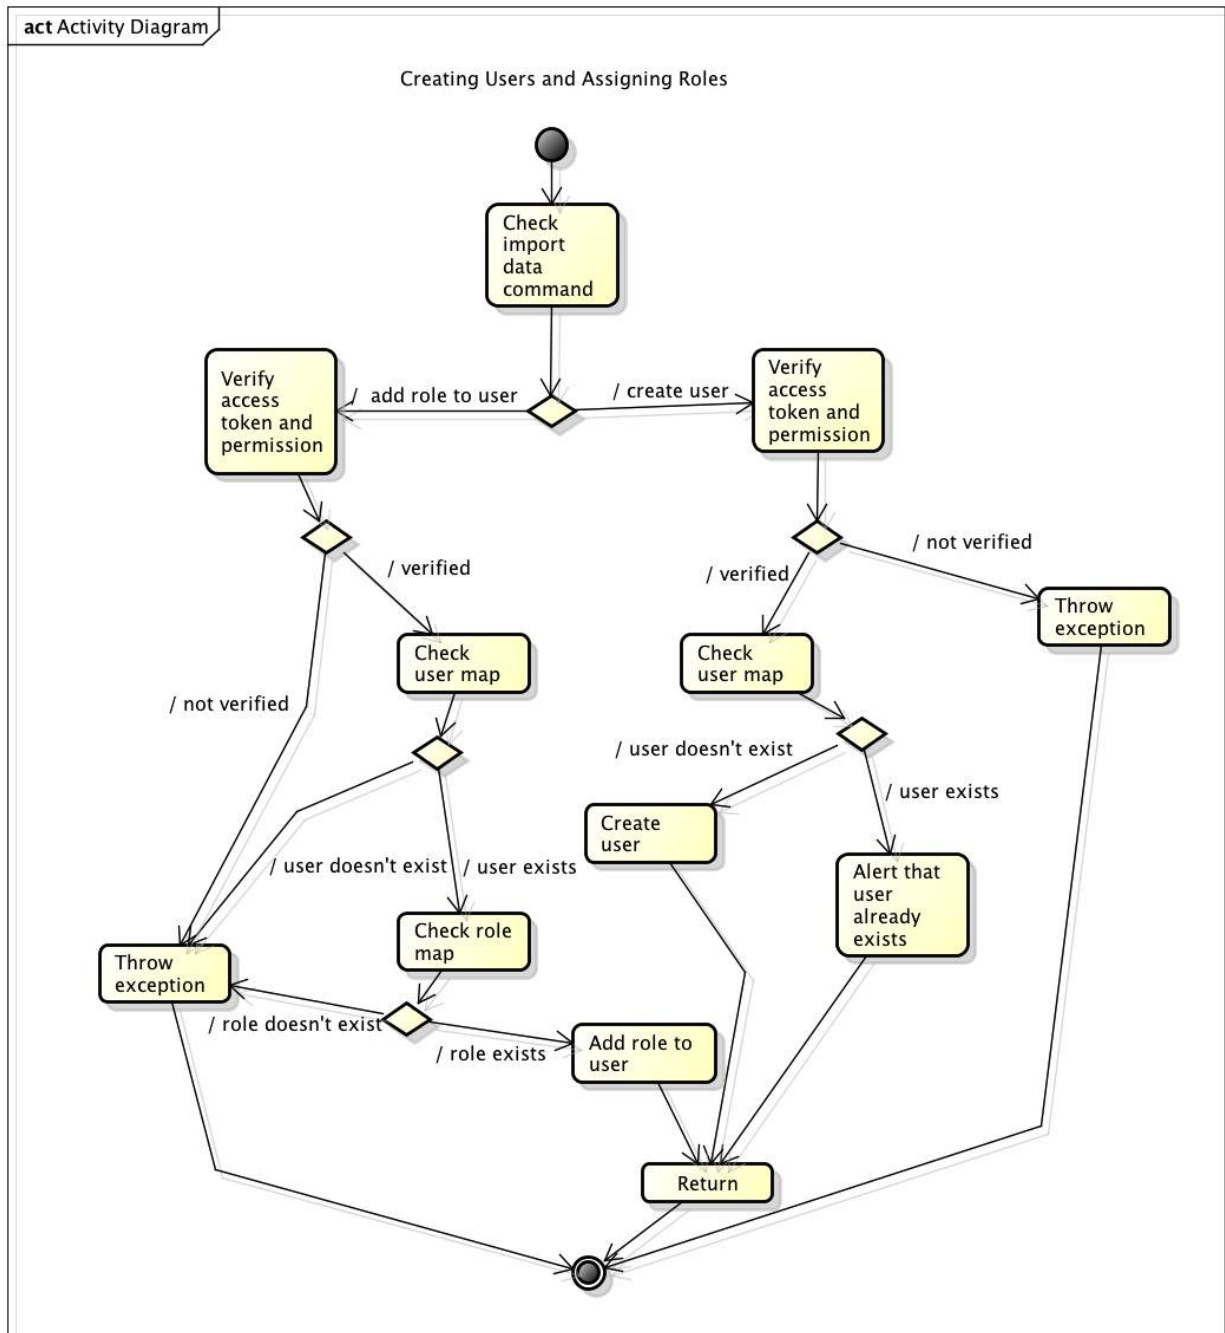 act Activity Diagram
Creating Users and Assigning Roles
Check
import
data
command
/ add role to user
/ create user
Verify
access
token and
permission
Verify
access
token and
permission
/ verified
/ not verified
/ verified
/ not verified
Throw
exception
Check
user map
Check
user map
/ user doesn't exist
/ user exists
/ user doesn't exist
/ user exists
Create
user
Alert that
user
already
exists
Check role
map
Throw
exception
/ role doesn't exist
/ role exists
Add role to
user
Return